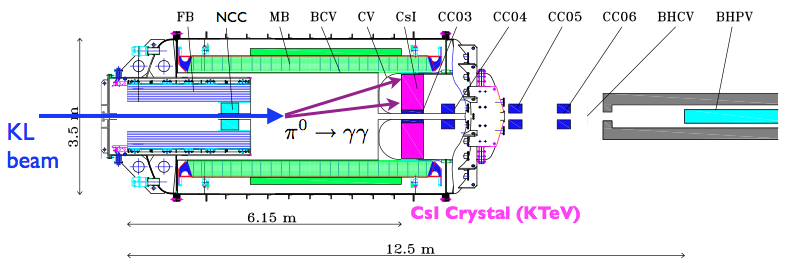 FB NCC MB BCV CV CsI CC03 CC04 CC05 CC06 BHCV BHPV
KL
beam
3.5 m
π⁰ → γγ
CsI Crystal (KTeV)
6.15 m
12.5 m